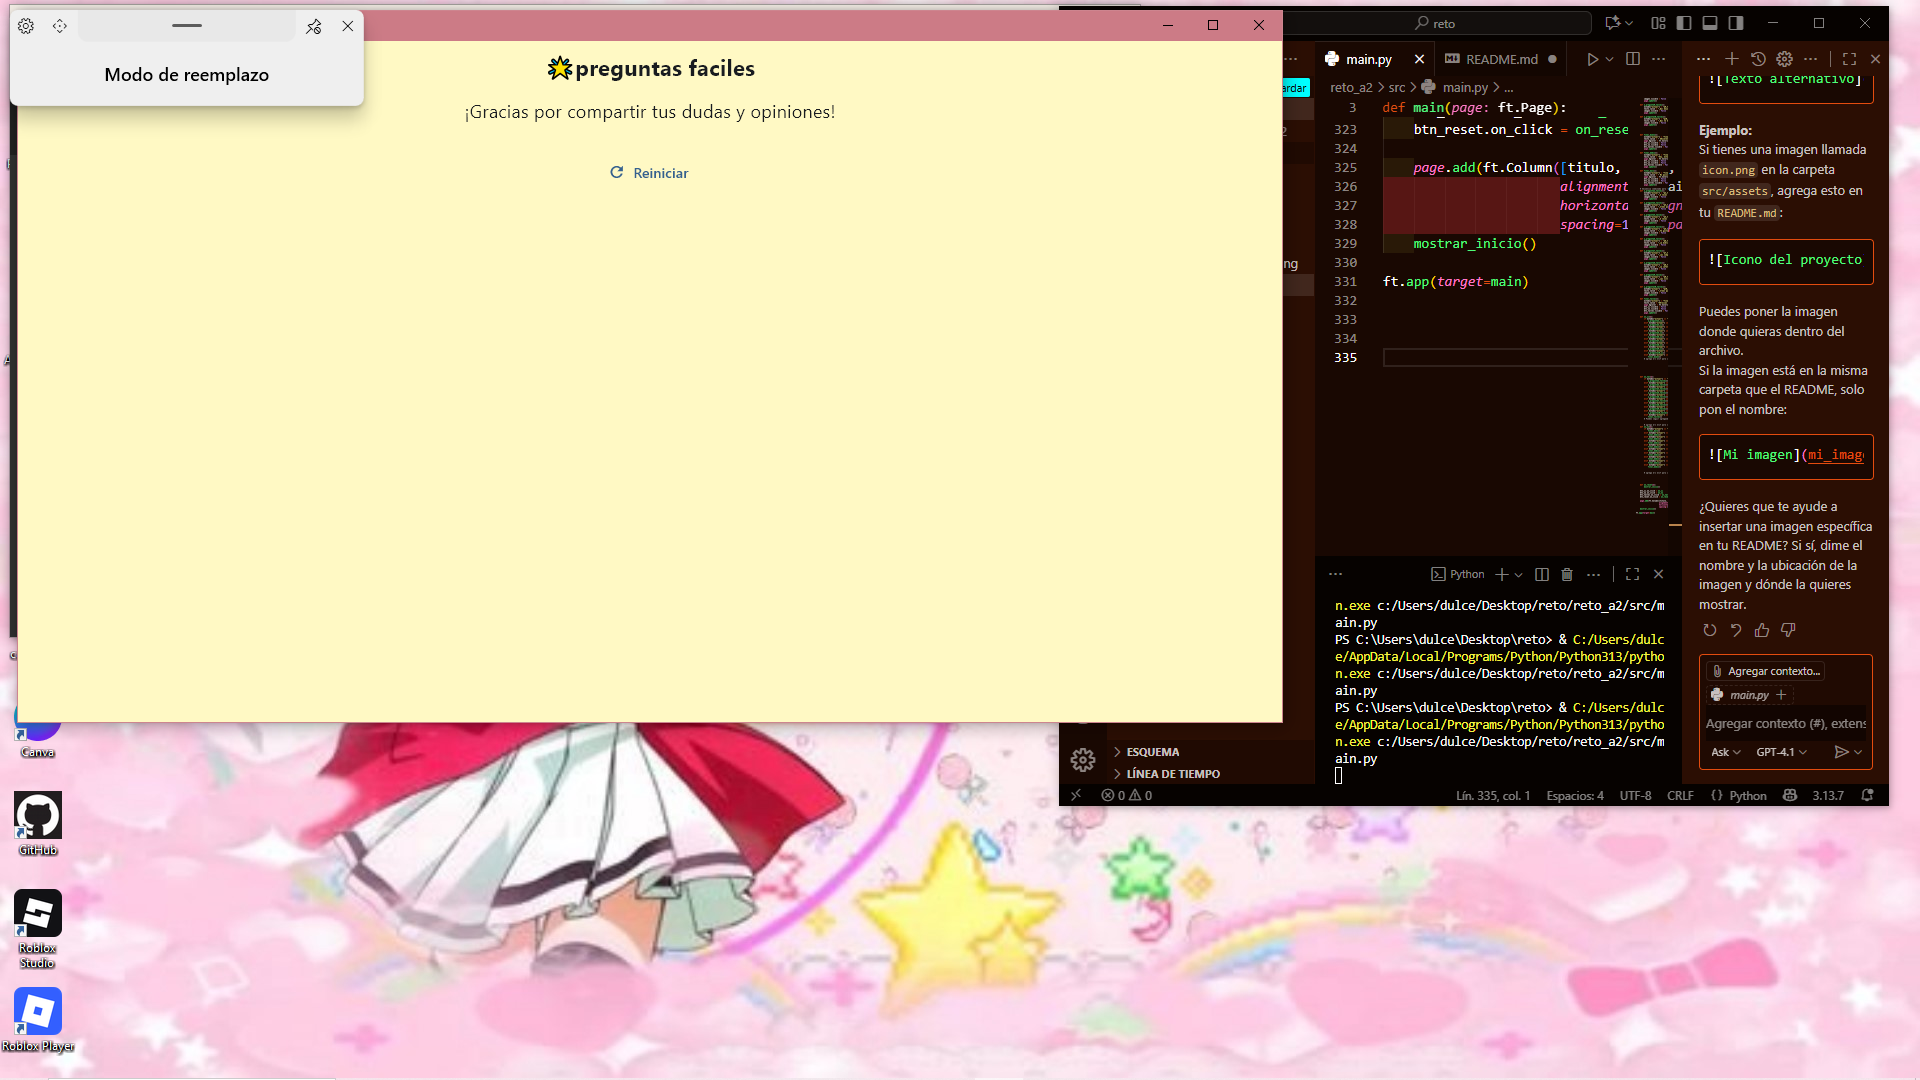 Modo de reemplazo
preguntas faciles
¡Gracias por compartir tus dudas y opiniones!
Reiniciar
Canva
GitHub
Roblox
Studio
Roblox Player
reto
main.py
README.md
reto_a2 > src > main.py > ...
3 def main(page: ft.Page):
323 btn_reset.on_click = on_rese
324
325 page.add(ft.Column([titulo,
326 alignment
327 horizonta
328 spacing=1
329 mostrar_inicio()
330
331 ft.app(target=main)
332
333
334
335
ng
ESQUEMA
LÍNEA DE TIEMPO
Python
n.exe c:/Users/dulce/Desktop/reto/reto_a2/src/m
ain.py
PS C:\Users\dulce\Desktop\reto> & C:/Users/dulc
e/AppData/Local/Programs/Python/Python313/pytho
n.exe c:/Users/dulce/Desktop/reto/reto_a2/src/m
ain.py
PS C:\Users\dulce\Desktop\reto> & C:/Users/dulc
e/AppData/Local/Programs/Python/Python313/pytho
n.exe c:/Users/dulce/Desktop/reto/reto_a2/src/m
ain.py
![Texto alternativo]
Ejemplo:
Si tienes una imagen llamada
icon.png en la carpeta
src/assets, agrega esto en
tu README.md:
![Icono del proyecto
Puedes poner la imagen
donde quieras dentro del
archivo.
Si la imagen está en la misma
carpeta que el README, solo
pon el nombre:
![Mi imagen](mi_imag
¿Quieres que te ayude a
insertar una imagen específica
en tu README? Si sí, dime el
nombre y la ubicación de la
imagen y dónde la quieres
mostrar.
Agregar contexto...
main.py
Agregar contexto (#), extens
Ask GPT-4.1
0 0
Lín. 335, col. 1 Espacios: 4 UTF-8 CRLF {} Python 3.13.7